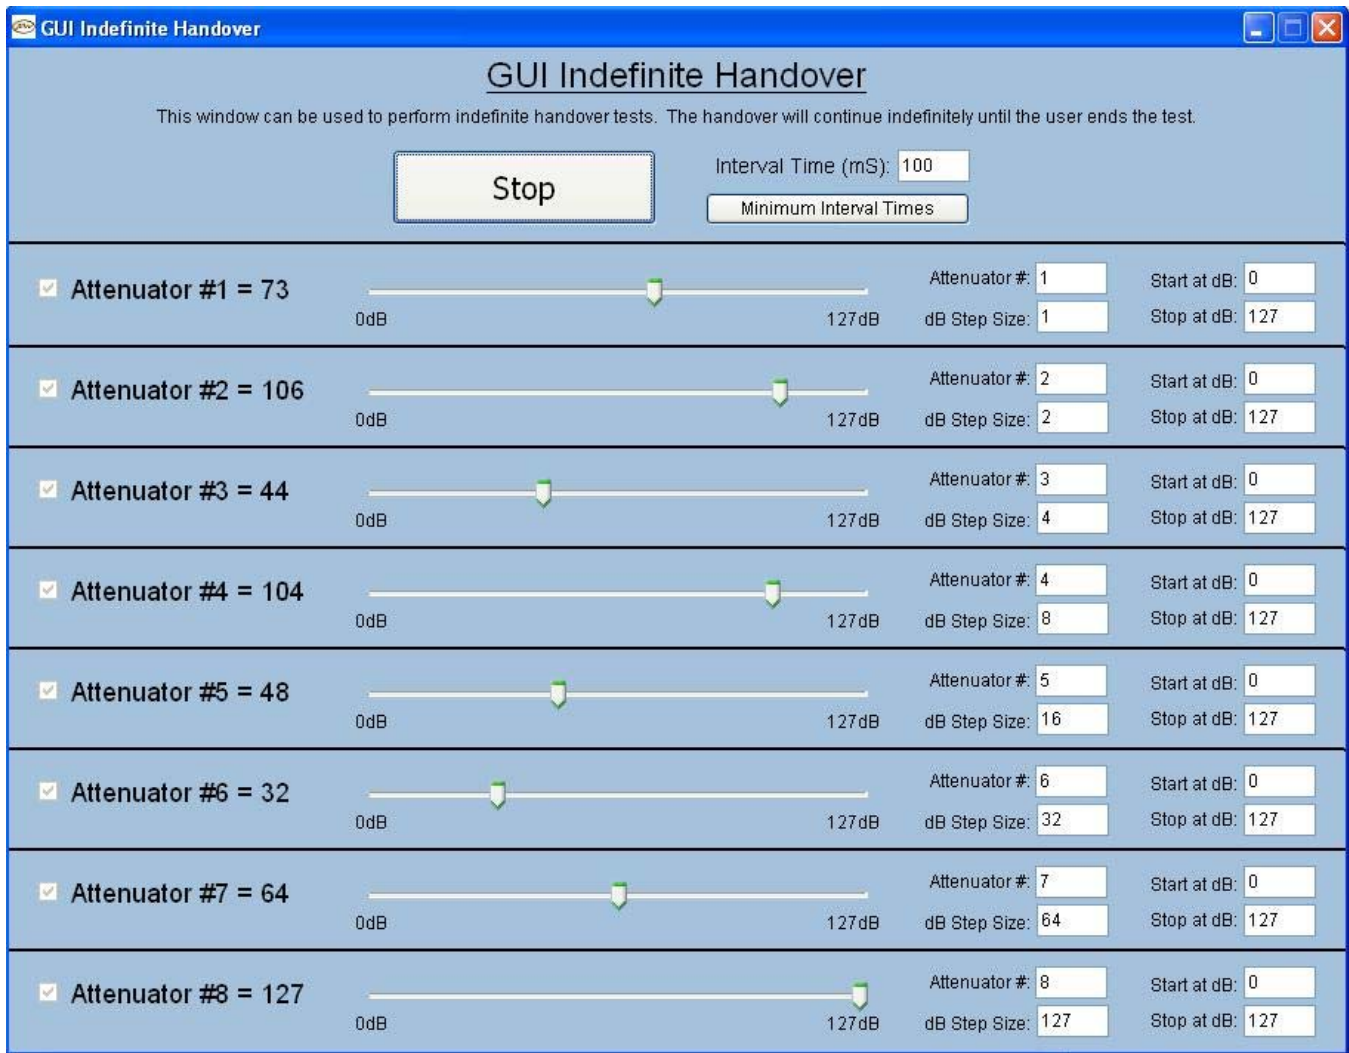 GUI Indefinite Handover
GUI Indefinite Handover
This window can be used to perform indefinite handover tests. The handover will continue indefinitely until the user ends the test.
Stop
Interval Time (mS): 100
Minimum Interval Times
Attenuator #1 = 73
0dB 127dB
Attenuator #: 1
Start at dB: 0
dB Step Size: 1
Stop at dB: 127
Attenuator #2 = 106
0dB 127dB
Attenuator #: 2
Start at dB: 0
dB Step Size: 2
Stop at dB: 127
Attenuator #3 = 44
0dB 127dB
Attenuator #: 3
Start at dB: 0
dB Step Size: 4
Stop at dB: 127
Attenuator #4 = 104
0dB 127dB
Attenuator #: 4
Start at dB: 0
dB Step Size: 8
Stop at dB: 127
Attenuator #5 = 48
0dB 127dB
Attenuator #: 5
Start at dB: 0
dB Step Size: 16
Stop at dB: 127
Attenuator #6 = 32
0dB 127dB
Attenuator #: 6
Start at dB: 0
dB Step Size: 32
Stop at dB: 127
Attenuator #7 = 64
0dB 127dB
Attenuator #: 7
Start at dB: 0
dB Step Size: 64
Stop at dB: 127
Attenuator #8 = 127
0dB 127dB
Attenuator #: 8
Start at dB: 0
dB Step Size: 127
Stop at dB: 127